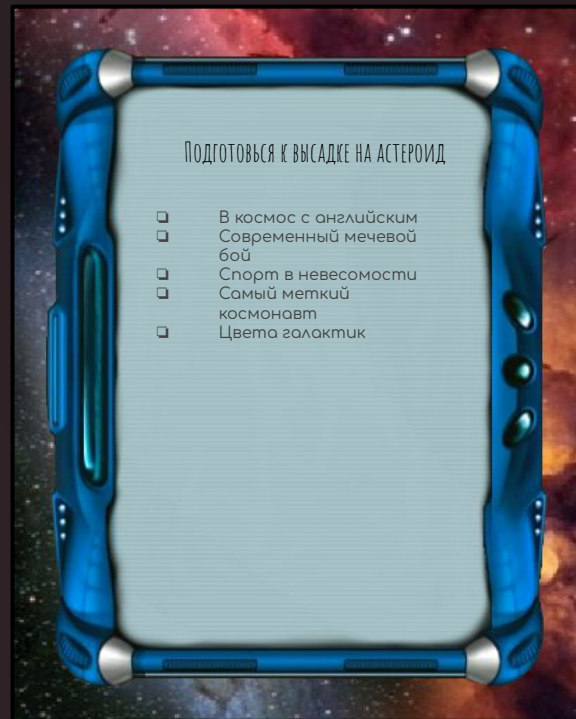 Подготовься к высадке на астероид
В космос с английским
Современный мечевой
бой
Спорт в невесомости
Самый меткий
космонавт
Цвета галактик